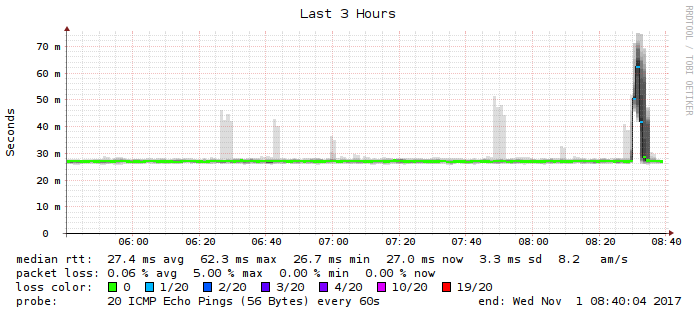 Last 3 Hours
RRDTOOL / TOBI OETIKER
Seconds
70 m
60 m
50 m
40 m
30 m
20 m
10 m
0
06:00 06:20 06:40 07:00 07:20 07:40 08:00 08:20 08:40
median rtt: 27.4 ms avg 62.3 ms max 26.7 ms min 27.0 ms now 3.3 ms sd 8.2 am/s
packet loss: 0.06 % avg 5.00 % max 0.00 % min 0.00 % now
loss color: 0 1/20 2/20 3/20 4/20 10/20 19/20
probe: 20 ICMP Echo Pings (56 Bytes) every 60s end: Wed Nov 1 08:40:04 2017